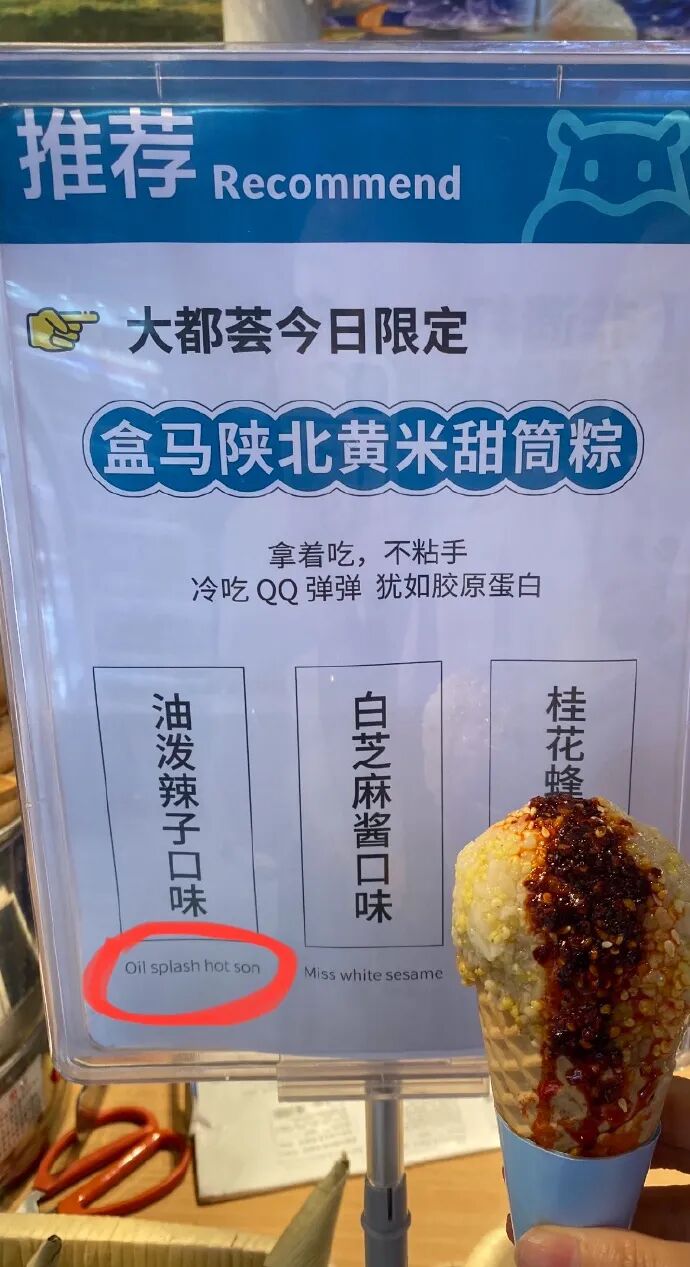 推荐 Recommend
大都荟今日限定
盒马陕北黄米甜筒粽
拿着吃，不粘手
冷吃 QQ 弹弹 犹如胶原蛋白
油泼辣子口味
Oil splash hot son
白芝麻酱口味
Miss white sesame
桂花蜂